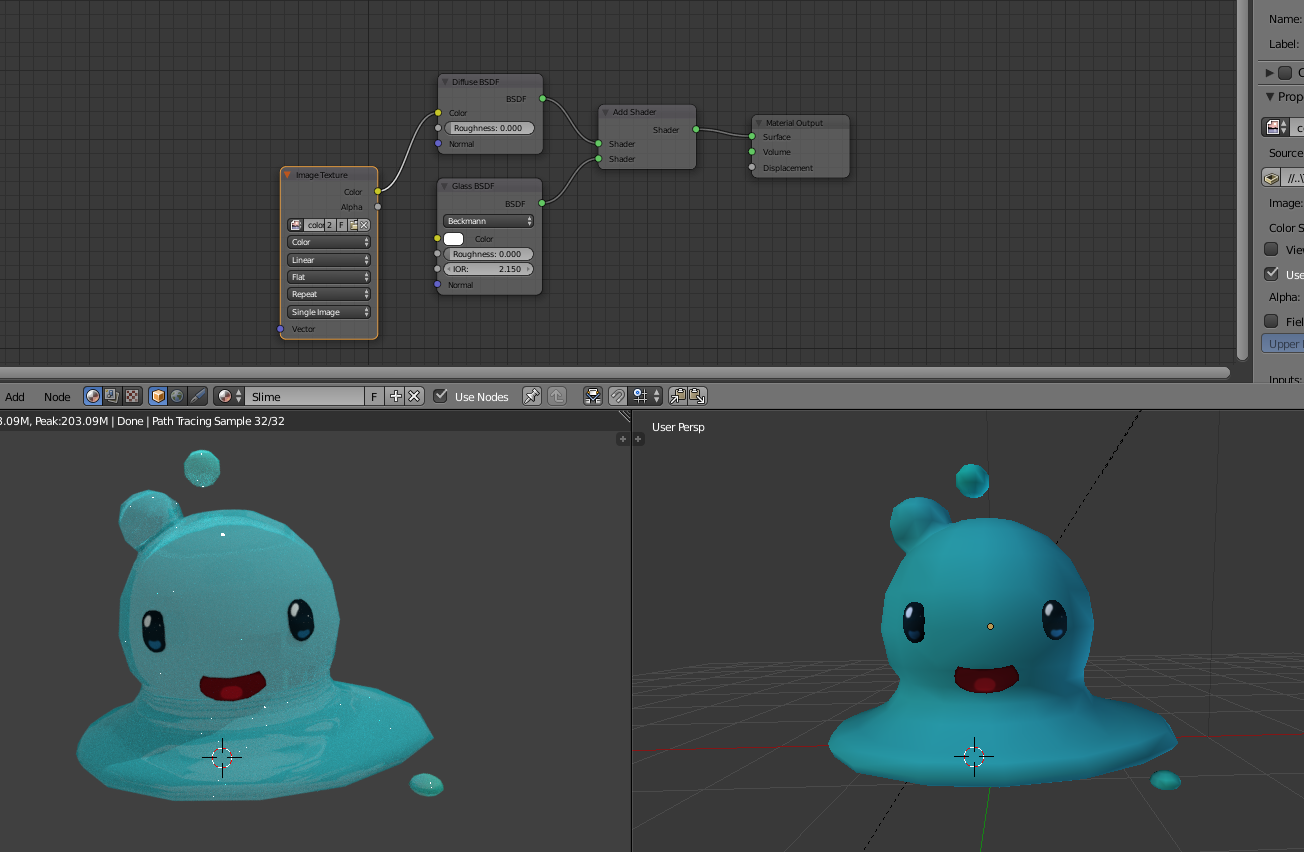 Name:
Label:
Diffuse BSDF
BSDF
Color
Roughness: 0.000
Normal
Add Shader
Shader
Shader
Shader
Material Output
Surface
Volume
Displacement
Image Texture
Color
Alpha
color 2 F
Color
Linear
Flat
Repeat
Single Image
Vector
Glass BSDF
BSDF
Beckmann
Color
Roughness: 0.000
IOR: 2.150
Normal
C
Prop
c
Source
//..\
Image:
Color S
View
Use
Alpha:
Fiel
Upper
Inputs:
Add Node Slime F Use Nodes
3.09M, Peak:203.09M | Done | Path Tracing Sample 32/32
User Persp